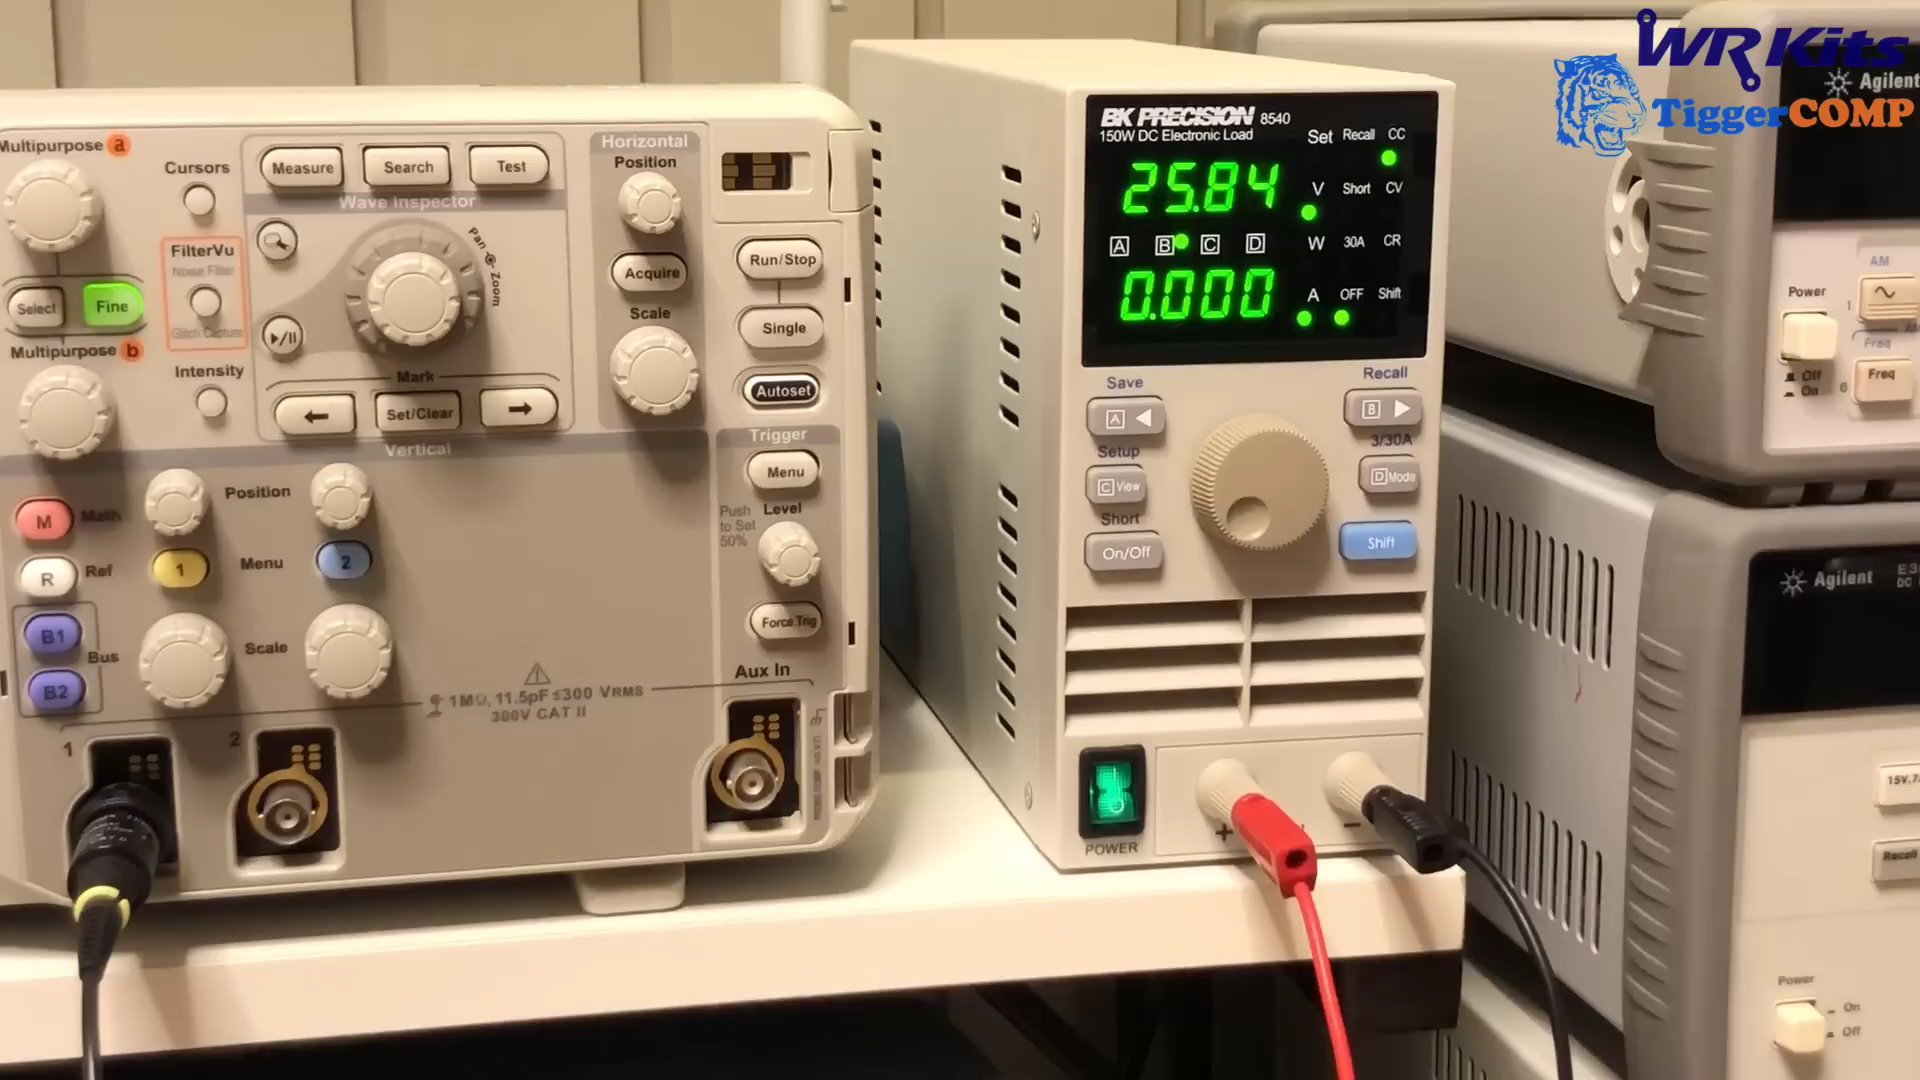 WR Kits
TiggerCOMP
Agilent
Multipurpose a
Cursors
Measure
Search
Test
Wave Inspector
Pan
Zoom
Horizontal
Position
FilterVu
Noise Filter
Glitch Capture
Select
Fine
Multipurpose b
Intensity
Acquire
Scale
Run/Stop
Single
Autoset
Mark
←
Set/Clear
→
Vertical
Trigger
Menu
Level
Push
to Set
50%
Force Trig
M
Math
Position
R
Ref
1
Menu
2
B1
Bus
B2
Scale
1MΩ, 11.5pF ≤300 VRMS
300V CAT II
Aux In
1
2
BK PRECISION 8540
150W DC Electronic Load
Set
Recall
CC
25.84
V
Short
CV
A
B
C
D
W
30A
CR
0.000
A
OFF
Shift
Save
Recall
A
B
Setup
3/30A
C View
D Mode
Short
On/Off
Shift
POWER
+
−
Power
Off
On
AM
1
Freq
6
Freq
Agilent
15V.7
Recall
Power
On
Off